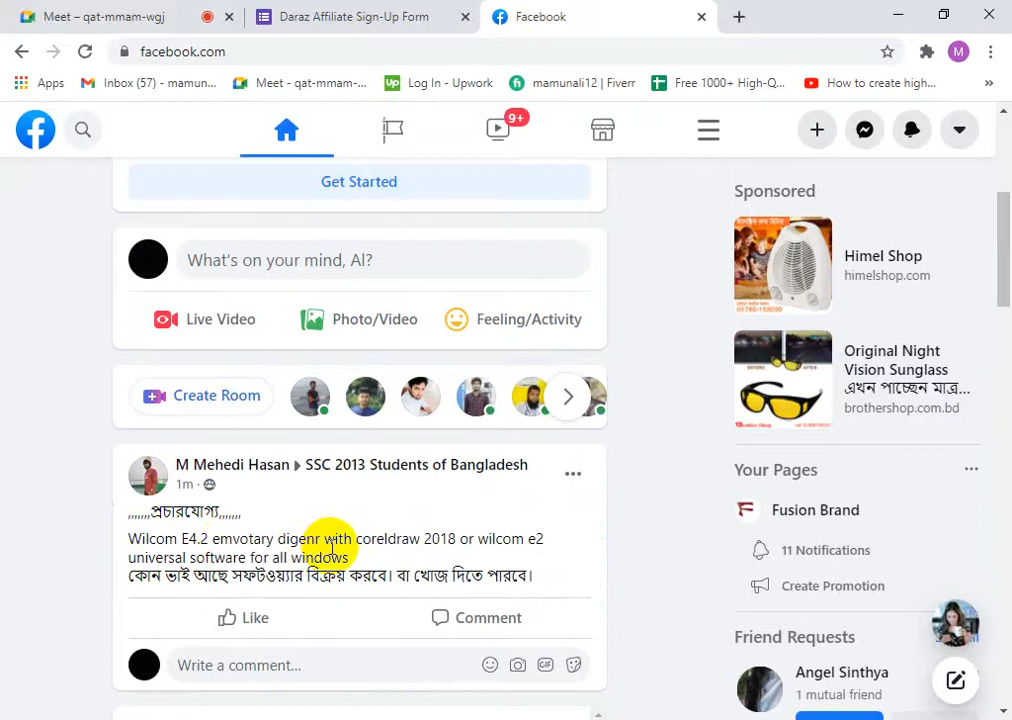 Meet – qat-mmam-wgj
Daraz Affiliate Sign-Up Form
Facebook
facebook.com
M
Apps
Inbox (57) - mamun...
Meet - qat-mmam-...
Up
Log In - Upwork
mamunali12 | Fiverr
Free 1000+ High-Q...
How to create high...
9+
Get Started
What's on your mind, Al?
Live Video
Photo/Video
Feeling/Activity
Create Room
M Mehedi Hasan
SSC 2013 Students of Bangladesh
1m ·
,,,,,,,প্রচারযোগ্য,,,,,,,
Wilcom E4.2 emvotary digenr with coreldraw 2018 or wilcom e2
universal software for all windows
কোন ভাই আছে সফটওয়্যার বিক্রয় করবে। বা খোজ দিতে পারবে।
Like
Comment
Write a comment...
GIF
Sponsored
Himel Shop
himelshop.com
Original Night
Vision Sunglass
এখন পাচ্ছেন মাত্র...
brothershop.com.bd
Your Pages
Fusion Brand
11 Notifications
Create Promotion
Friend Requests
Angel Sinthya
1 mutual friend